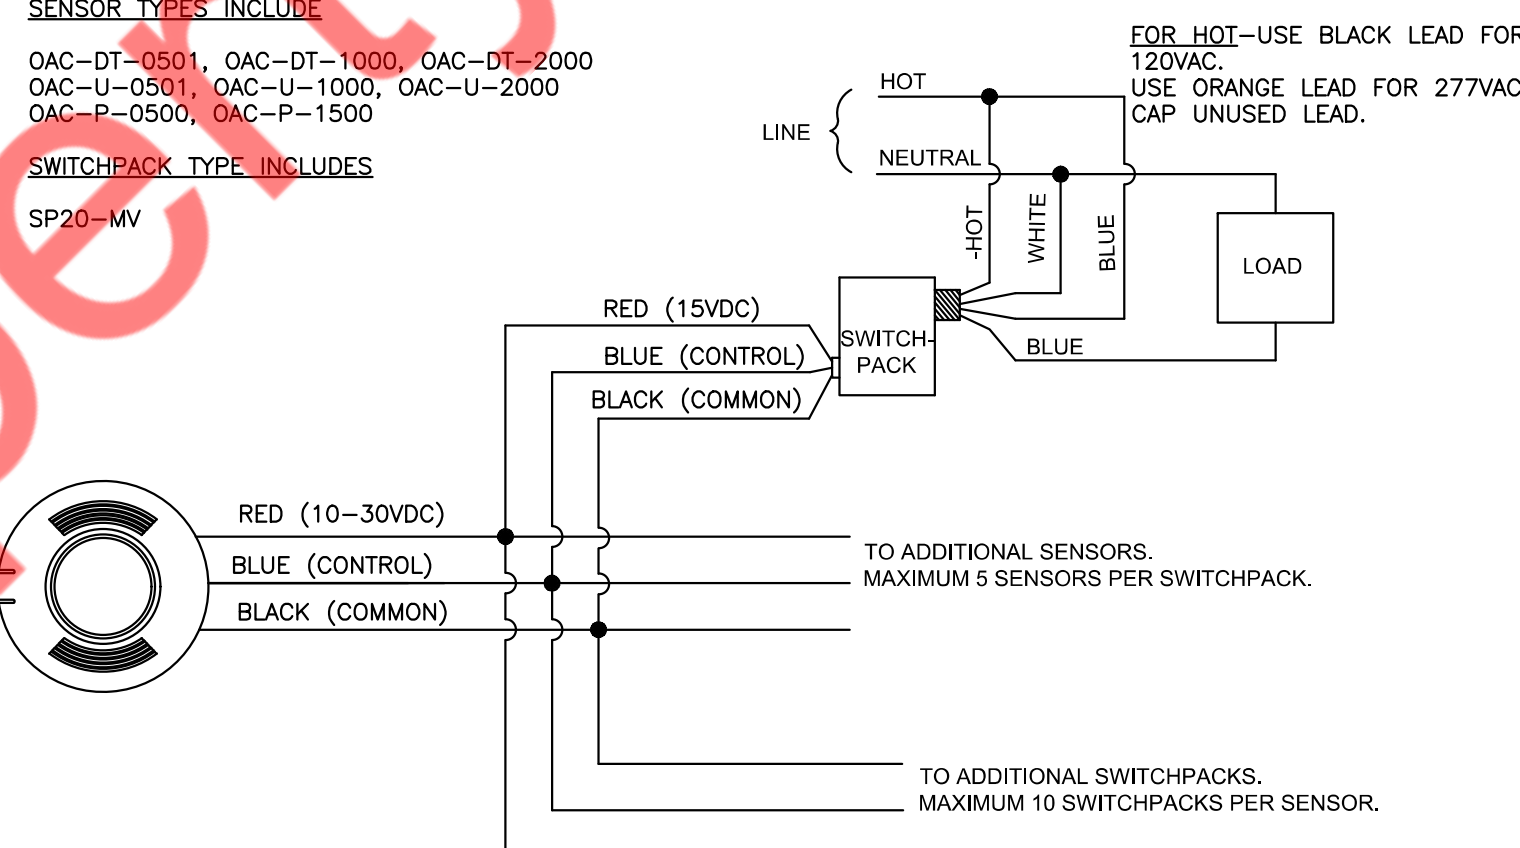 SENSOR TYPES INCLUDE
OAC-DT-0501, OAC-DT-1000, OAC-DT-2000
OAC-U-0501, OAC-U-1000, OAC-U-2000
OAC-P-0500, OAC-P-1500
SWITCHPACK TYPE INCLUDES
SP20-MV
FOR HOT-USE BLACK LEAD FOR
120VAC.
USE ORANGE LEAD FOR 277VAC
CAP UNUSED LEAD.
HOT
LINE
NEUTRAL
-HOT
WHITE
BLUE
LOAD
RED (15VDC)
BLUE (CONTROL)
BLACK (COMMON)
SWITCH-
PACK
BLUE
RED (10-30VDC)
BLUE (CONTROL)
BLACK (COMMON)
TO ADDITIONAL SENSORS.
MAXIMUM 5 SENSORS PER SWITCHPACK.
TO ADDITIONAL SWITCHPACKS.
MAXIMUM 10 SWITCHPACKS PER SENSOR.